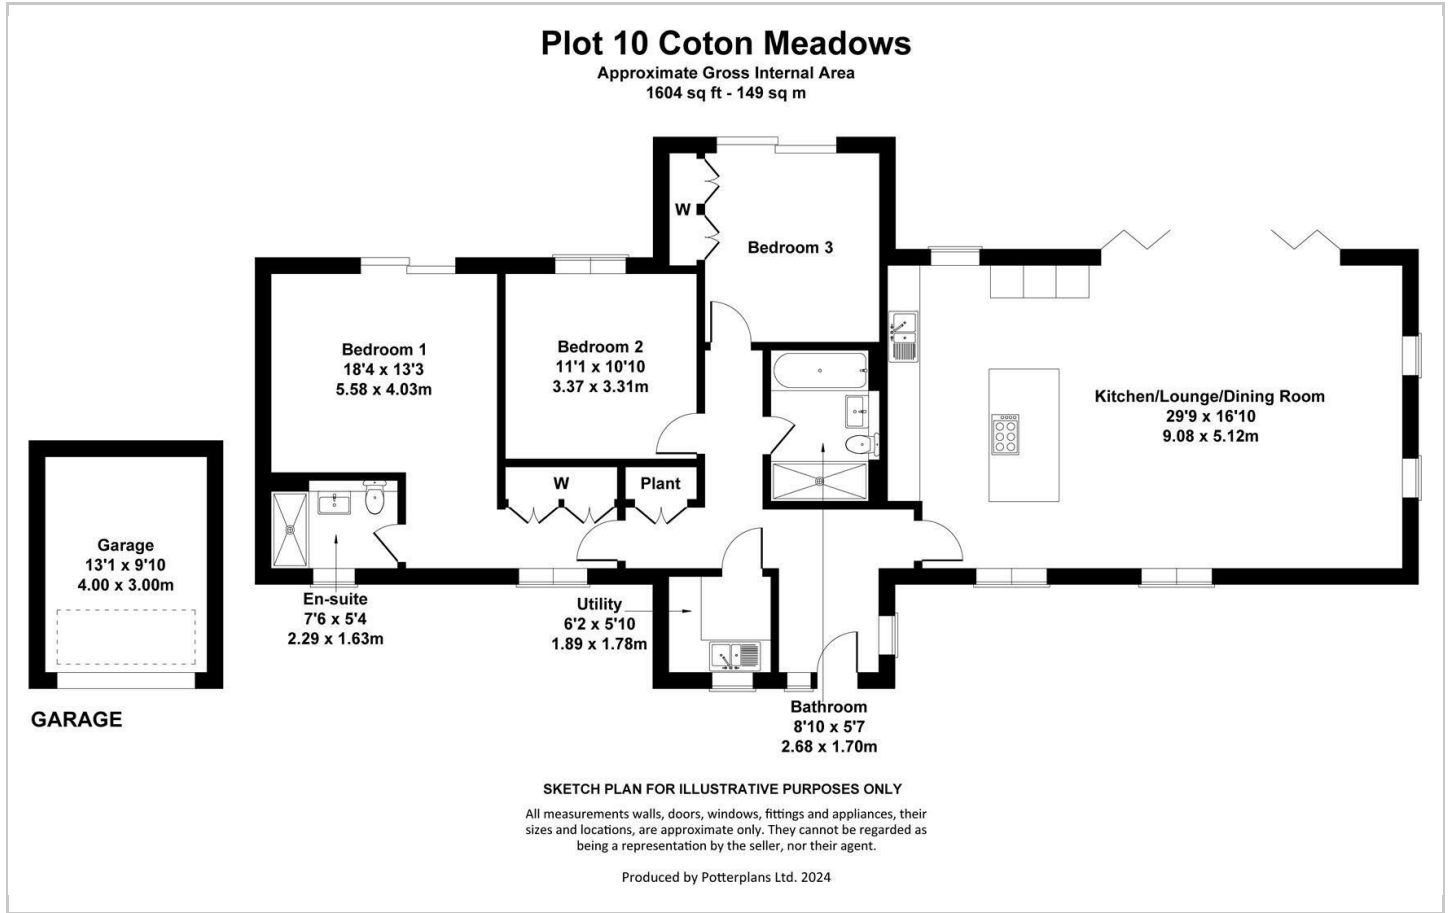 Plot 10 Coton Meadows
Approximate Gross Internal Area
1604 sq ft - 149 sq m
W
Bedroom 3
Bedroom 1
18'4 x 13'3
5.58 x 4.03m
Bedroom 2
11'1 x 10'10
3.37 x 3.31m
Kitchen/Lounge/Dining Room
29'9 x 16'10
9.08 x 5.12m
W
Plant
Garage
13'1 x 9'10
4.00 x 3.00m
En-suite
7'6 x 5'4
2.29 x 1.63m
Utility
6'2 x 5'10
1.89 x 1.78m
Bathroom
8'10 x 5'7
2.68 x 1.70m
GARAGE
SKETCH PLAN FOR ILLUSTRATIVE PURPOSES ONLY
All measurements walls, doors, windows, fittings and appliances, their
sizes and locations, are approximate only. They cannot be regarded as
being a representation by the seller, nor their agent.
Produced by Potterplans Ltd. 2024